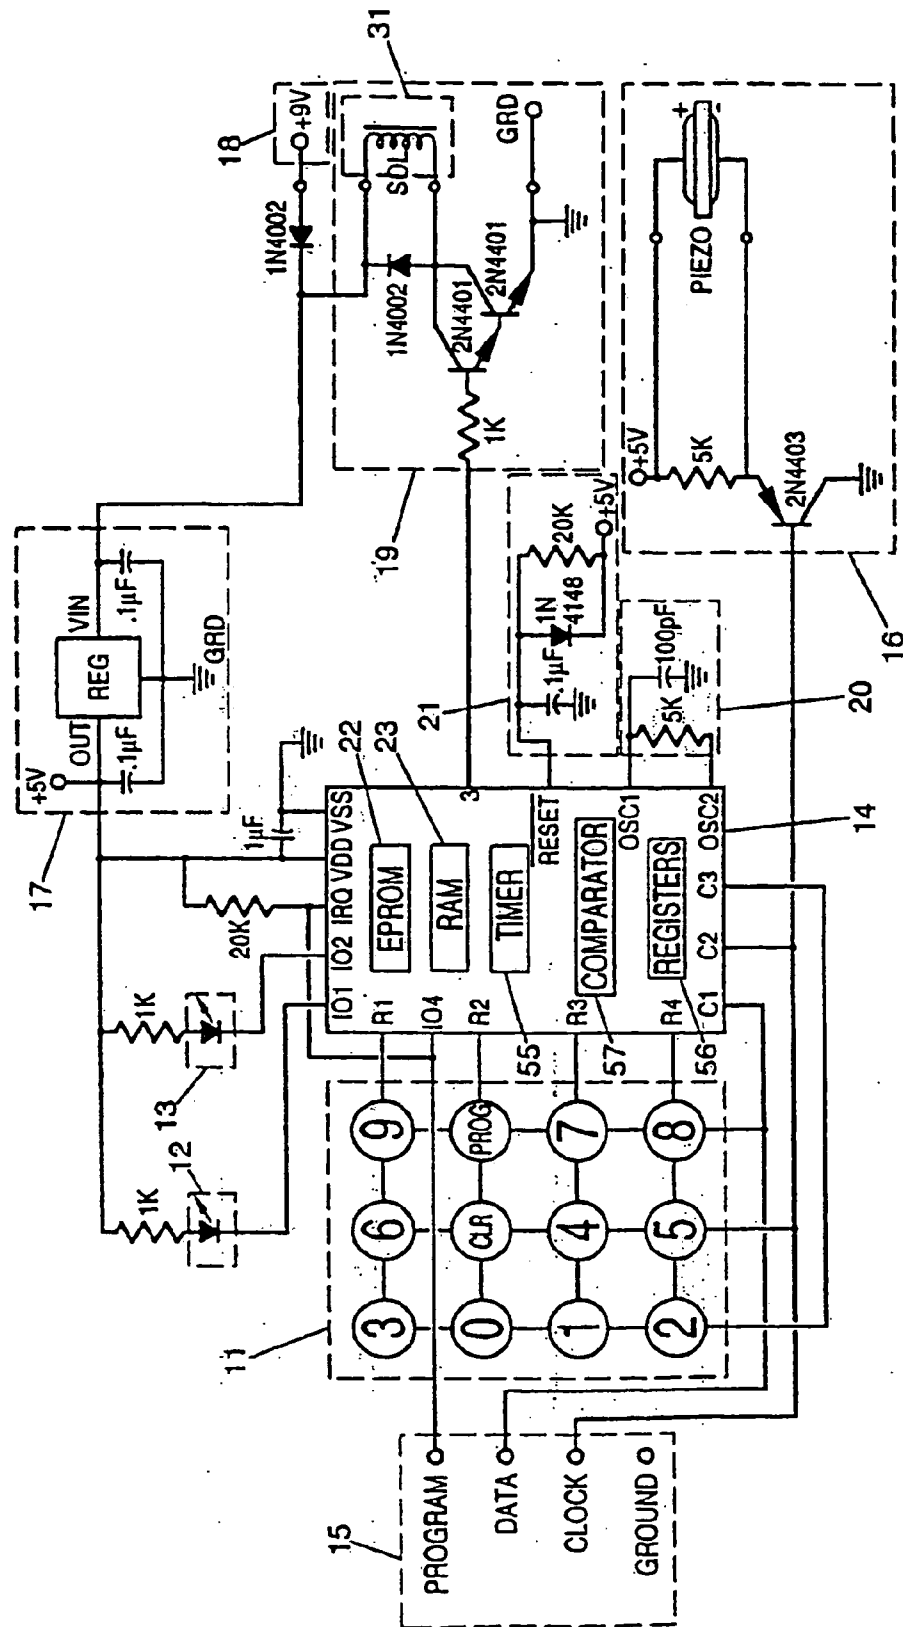 31
18
+9V
1N4002
SOL
GRD
1N4002
2N4401
2N4401
1K
19
PIEZO
+
-
+5V
5K
2N4403
16
17
+5V
OUT
REG
VIN
.1µF
.1µF
GRD
21
.1µF
1N
4148
20K
+5V
20
5K
100pF
1µF
22
23
14
IO1
IO2
IRQ
VDD
VSS
20K
1K
13
1K
12
EPROM
RAM
TIMER
COMPARATOR
REGISTERS
3
RESET
OSC1
OSC2
R1
IO4
R2
R3
R4
C1
C2
C3
55
57
56
11
3
6
9
0
CLR
PROG
1
4
7
2
5
8
15
PROGRAM
DATA
CLOCK
GROUND